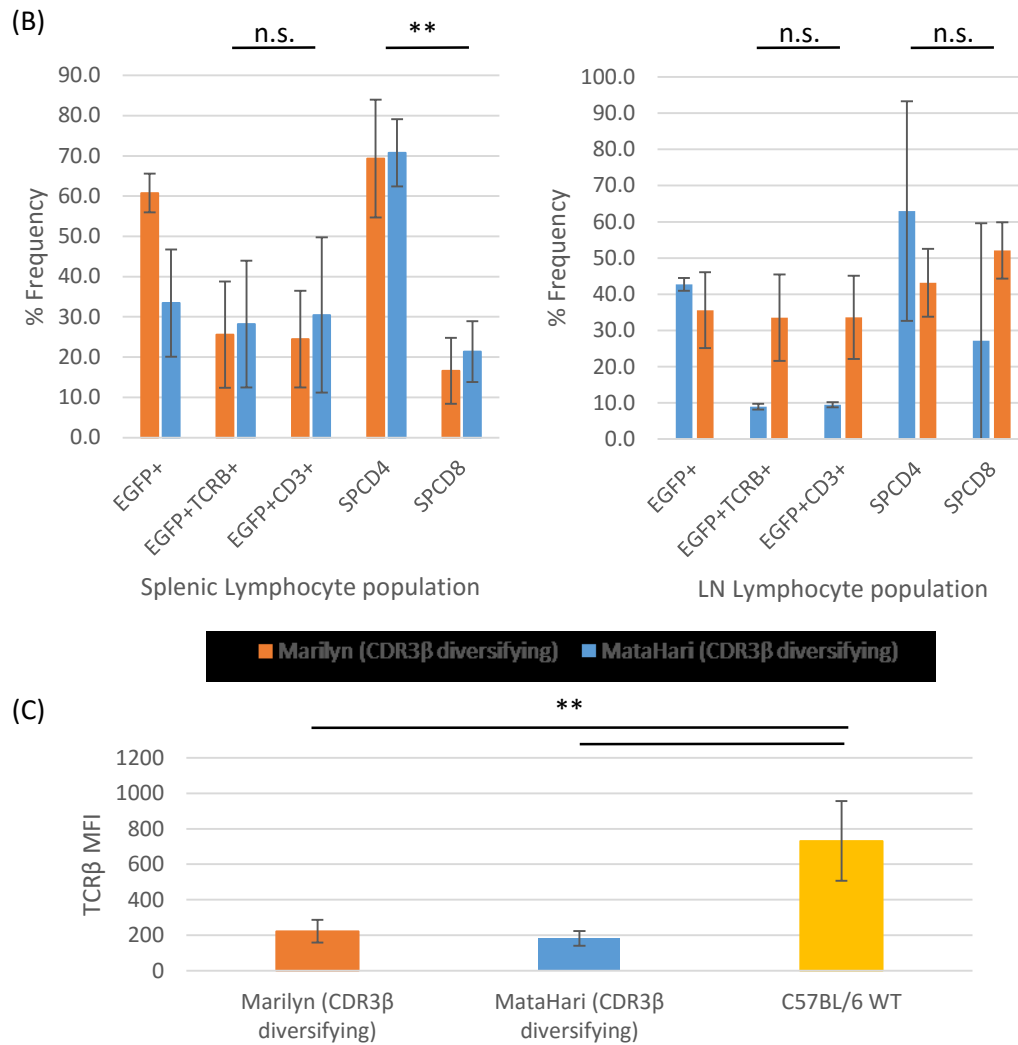 (B)
n.s. **
90.0
80.0
70.0
60.0
50.0
40.0
30.0
20.0
10.0
0.0
% Frequency
EGFP+
EGFP+TCRB+
EGFP+CD3+
SPCD4
SPCD8
Splenic Lymphocyte population
n.s. n.s.
100.0
90.0
80.0
70.0
60.0
50.0
40.0
30.0
20.0
10.0
0.0
% Frequency
EGFP+
EGFP+TCRB+
EGFP+CD3+
SPCD4
SPCD8
LN Lymphocyte population
Marilyn (CDR3β diversifying) MataHari (CDR3β diversifying)
(C)
**
1200
1000
800
600
400
200
0
TCRβ MFI
Marilyn (CDR3β
diversifying)
MataHari (CDR3β
diversifying)
C57BL/6 WT